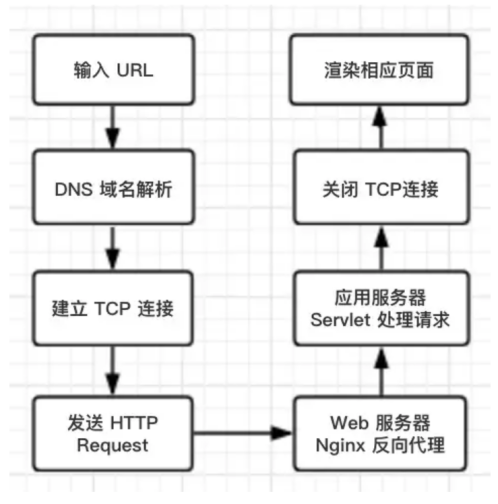 输入 URL
DNS 域名解析
建立 TCP 连接
发送 HTTP
Request
Web 服务器
Nginx 反向代理
应用服务器
Servlet 处理请求
关闭 TCP连接
渲染相应页面